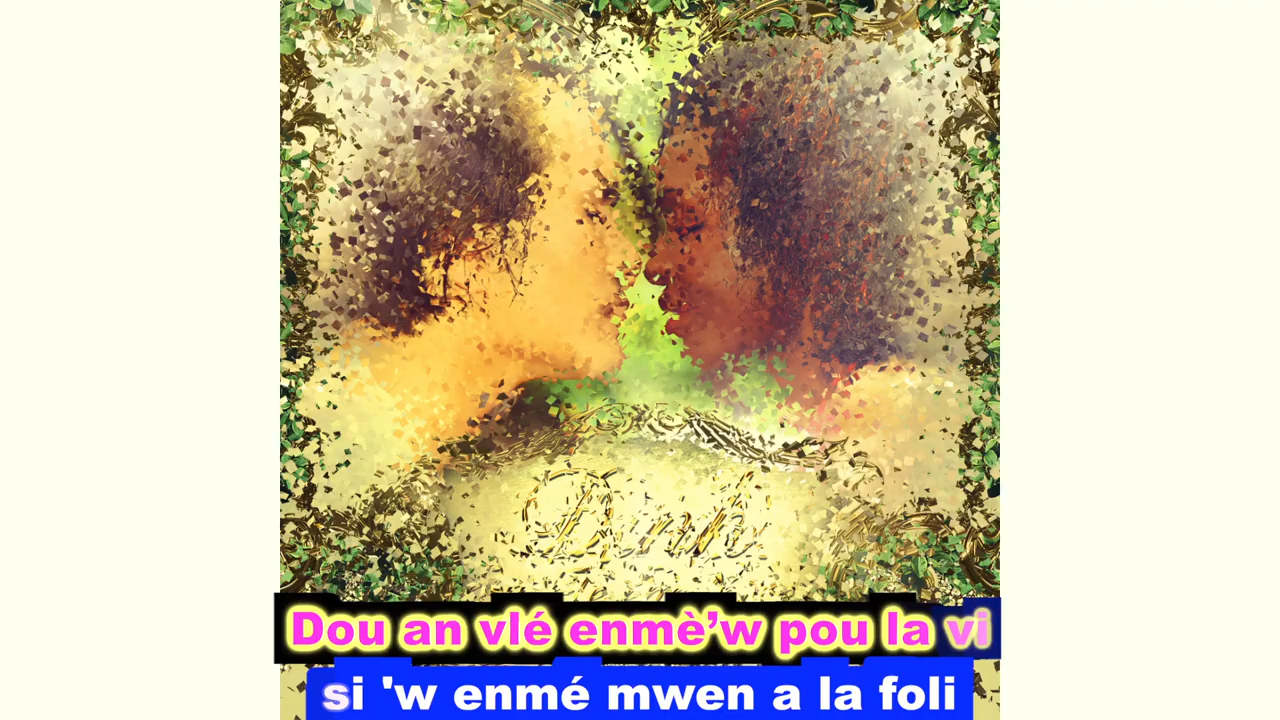 Dou an vlé enmè’w pou la vi
si 'w enmé mwen a la foli